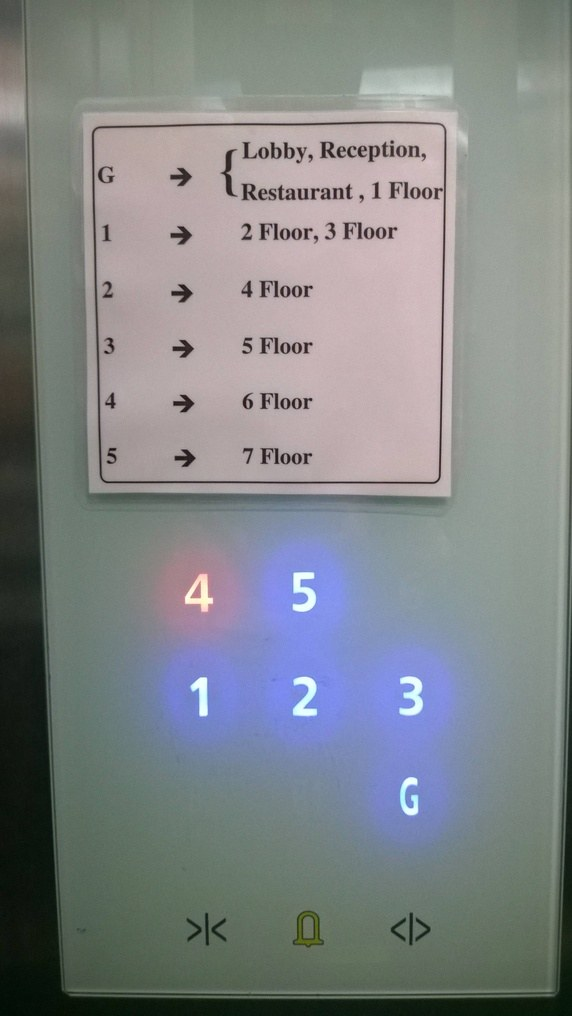 G → { Lobby, Reception,
Restaurant , 1 Floor
1 → 2 Floor, 3 Floor
2 → 4 Floor
3 → 5 Floor
4 → 6 Floor
5 → 7 Floor
4 5
1 2 3
G
>|< <|>